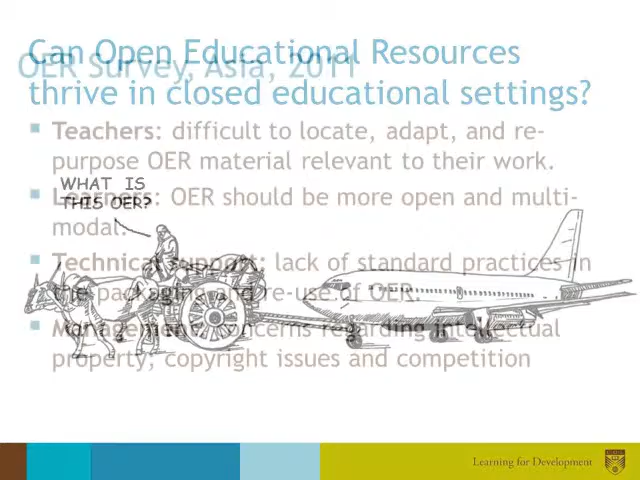 Can Open Educational Resources
thrive in closed educational settings?
OER Survey, Asia, 2011
Teachers: difficult to locate, adapt, and re-
purpose OER material relevant to their work.
WHAT IS
THIS OER?
Learners: OER should be more open and multi-
modal.
Technical support: lack of standard practices in
the packaging and re-use of OER.
Management: concerns regarding intellectual
property, copyright issues and competition
Learning for Development